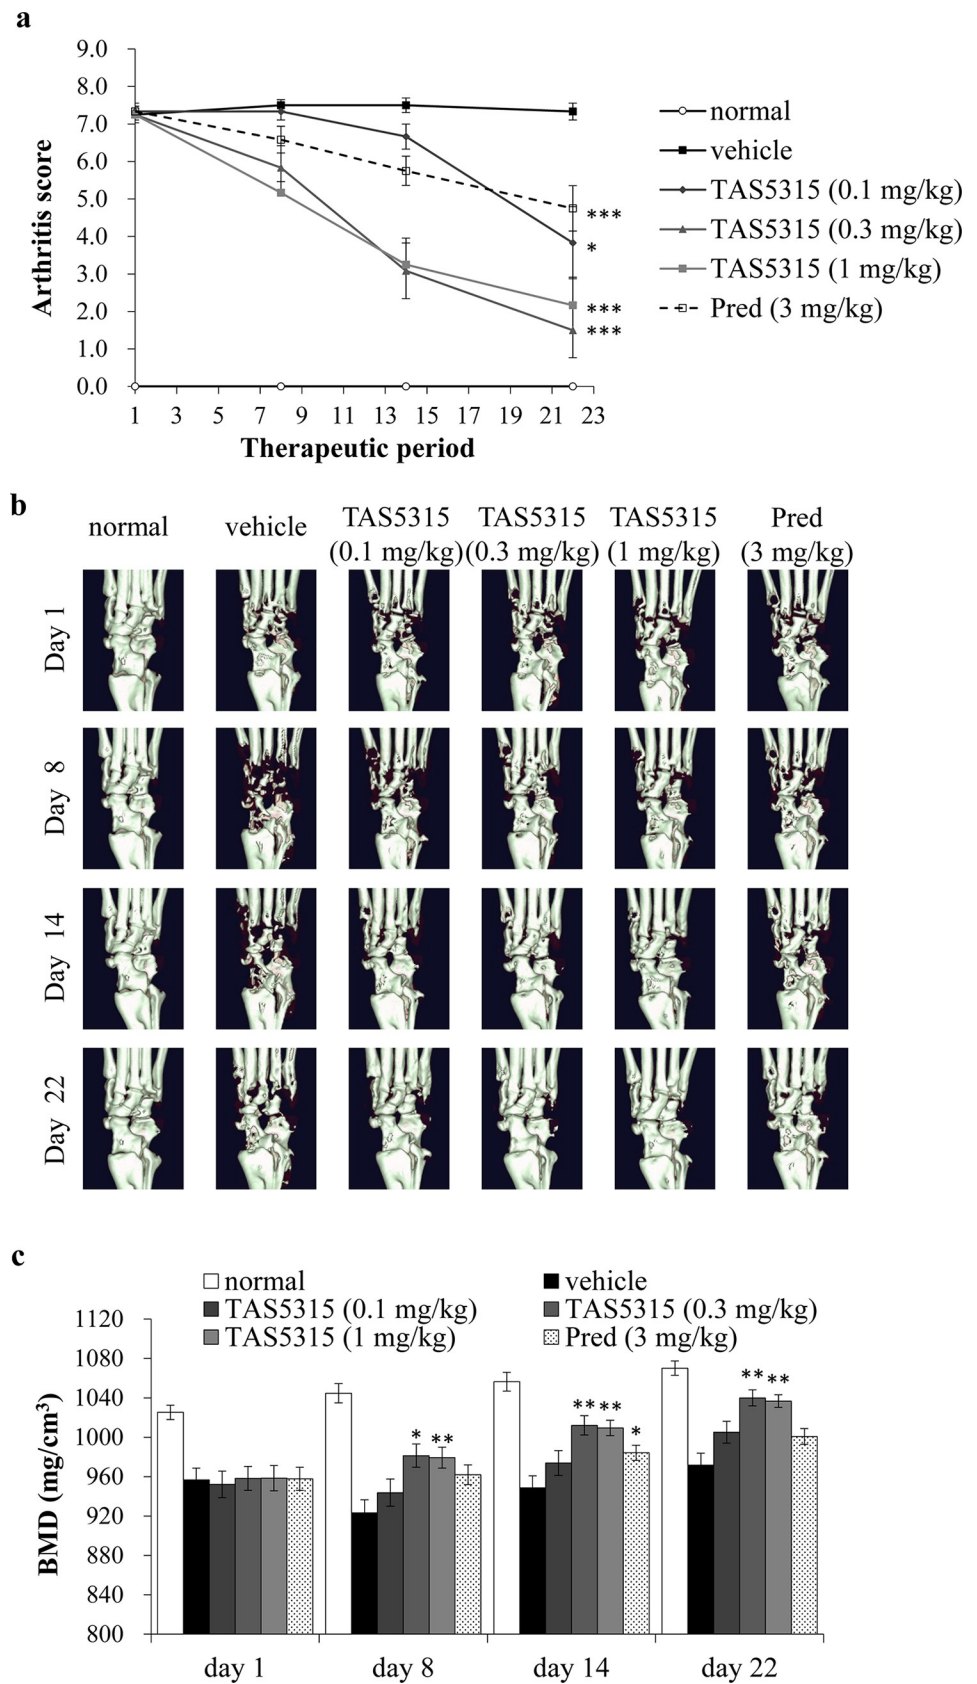 a
9.0
8.0
7.0
6.0
5.0
4.0
3.0
2.0
1.0
0.0
Arthritis score
1 3 5 7 9 11 13 15 17 19 21 23
Therapeutic period
***
*
***
***
normal
vehicle
TAS5315 (0.1 mg/kg)
TAS5315 (0.3 mg/kg)
TAS5315 (1 mg/kg)
Pred (3 mg/kg)
b
normal
vehicle
TAS5315
(0.1 mg/kg)
TAS5315
(0.3 mg/kg)
TAS5315
(1 mg/kg)
Pred
(3 mg/kg)
Day 1
Day 8
Day 14
Day 22
c
normal
vehicle
TAS5315 (0.1 mg/kg)
TAS5315 (0.3 mg/kg)
TAS5315 (1 mg/kg)
Pred (3 mg/kg)
1120
1080
1040
1000
960
920
880
840
800
BMD (mg/cm³)
* **
** ** *
** **
day 1
day 8
day 14
day 22